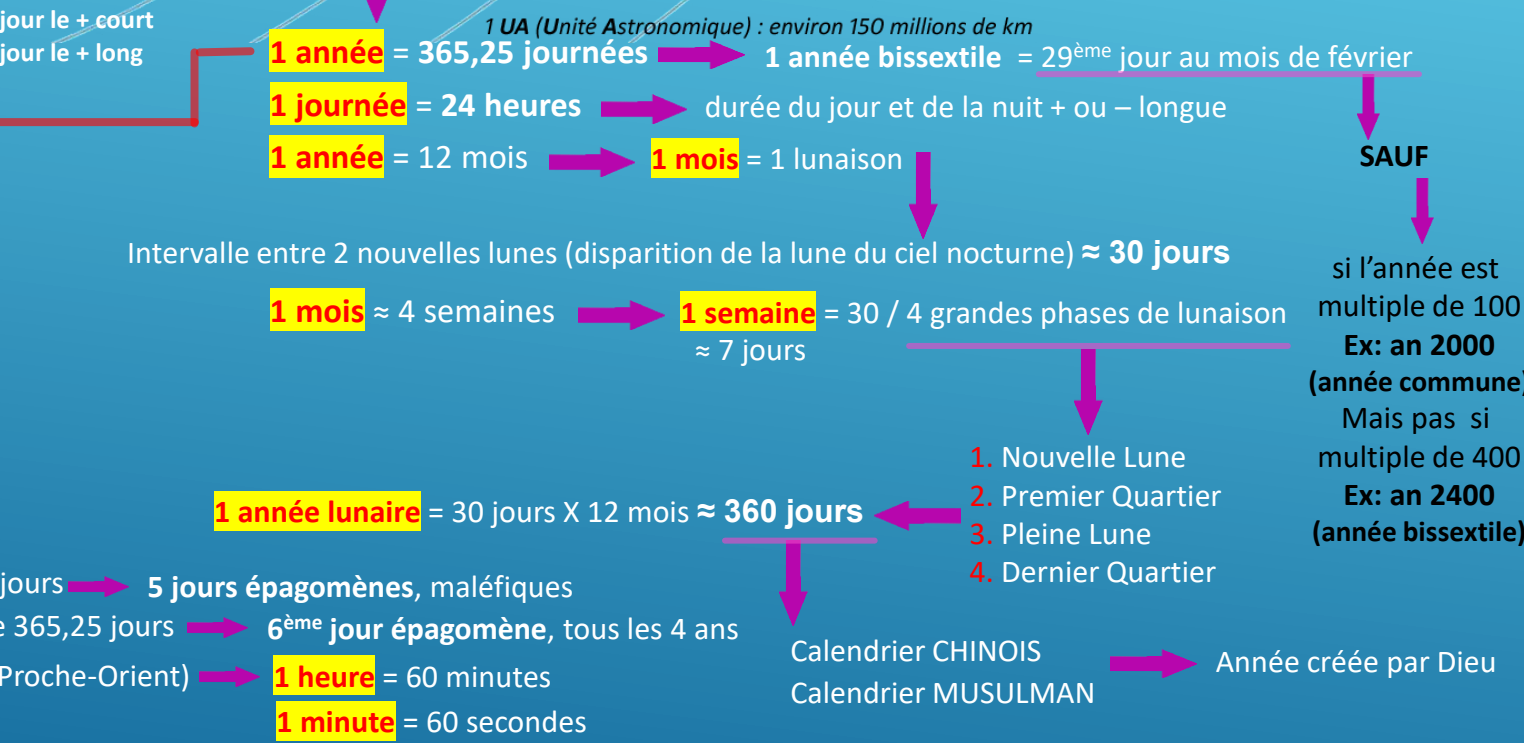 jour le + court
jour le + long
1 UA (Unité Astronomique) : environ 150 millions de km
1 année = 365,25 journées
1 année bissextile = 29ème jour au mois de février
1 journée = 24 heures
durée du jour et de la nuit + ou – longue
1 année = 12 mois
1 mois = 1 lunaison
SAUF
Intervalle entre 2 nouvelles lunes (disparition de la lune du ciel nocturne) ≈ 30 jours
1 mois ≈ 4 semaines
1 semaine = 30 / 4 grandes phases de lunaison
≈ 7 jours
si l’année est
multiple de 100
Ex: an 2000
(année commune)
Mais pas si
multiple de 400
Ex: an 2400
(année bissextile)
1. Nouvelle Lune
2. Premier Quartier
3. Pleine Lune
4. Dernier Quartier
1 année lunaire = 30 jours X 12 mois ≈ 360 jours
jours
5 jours épagomènes, maléfiques
e 365,25 jours
6ème jour épagomène, tous les 4 ans
Proche-Orient)
1 heure = 60 minutes
1 minute = 60 secondes
Calendrier CHINOIS
Calendrier MUSULMAN
Année créée par Dieu